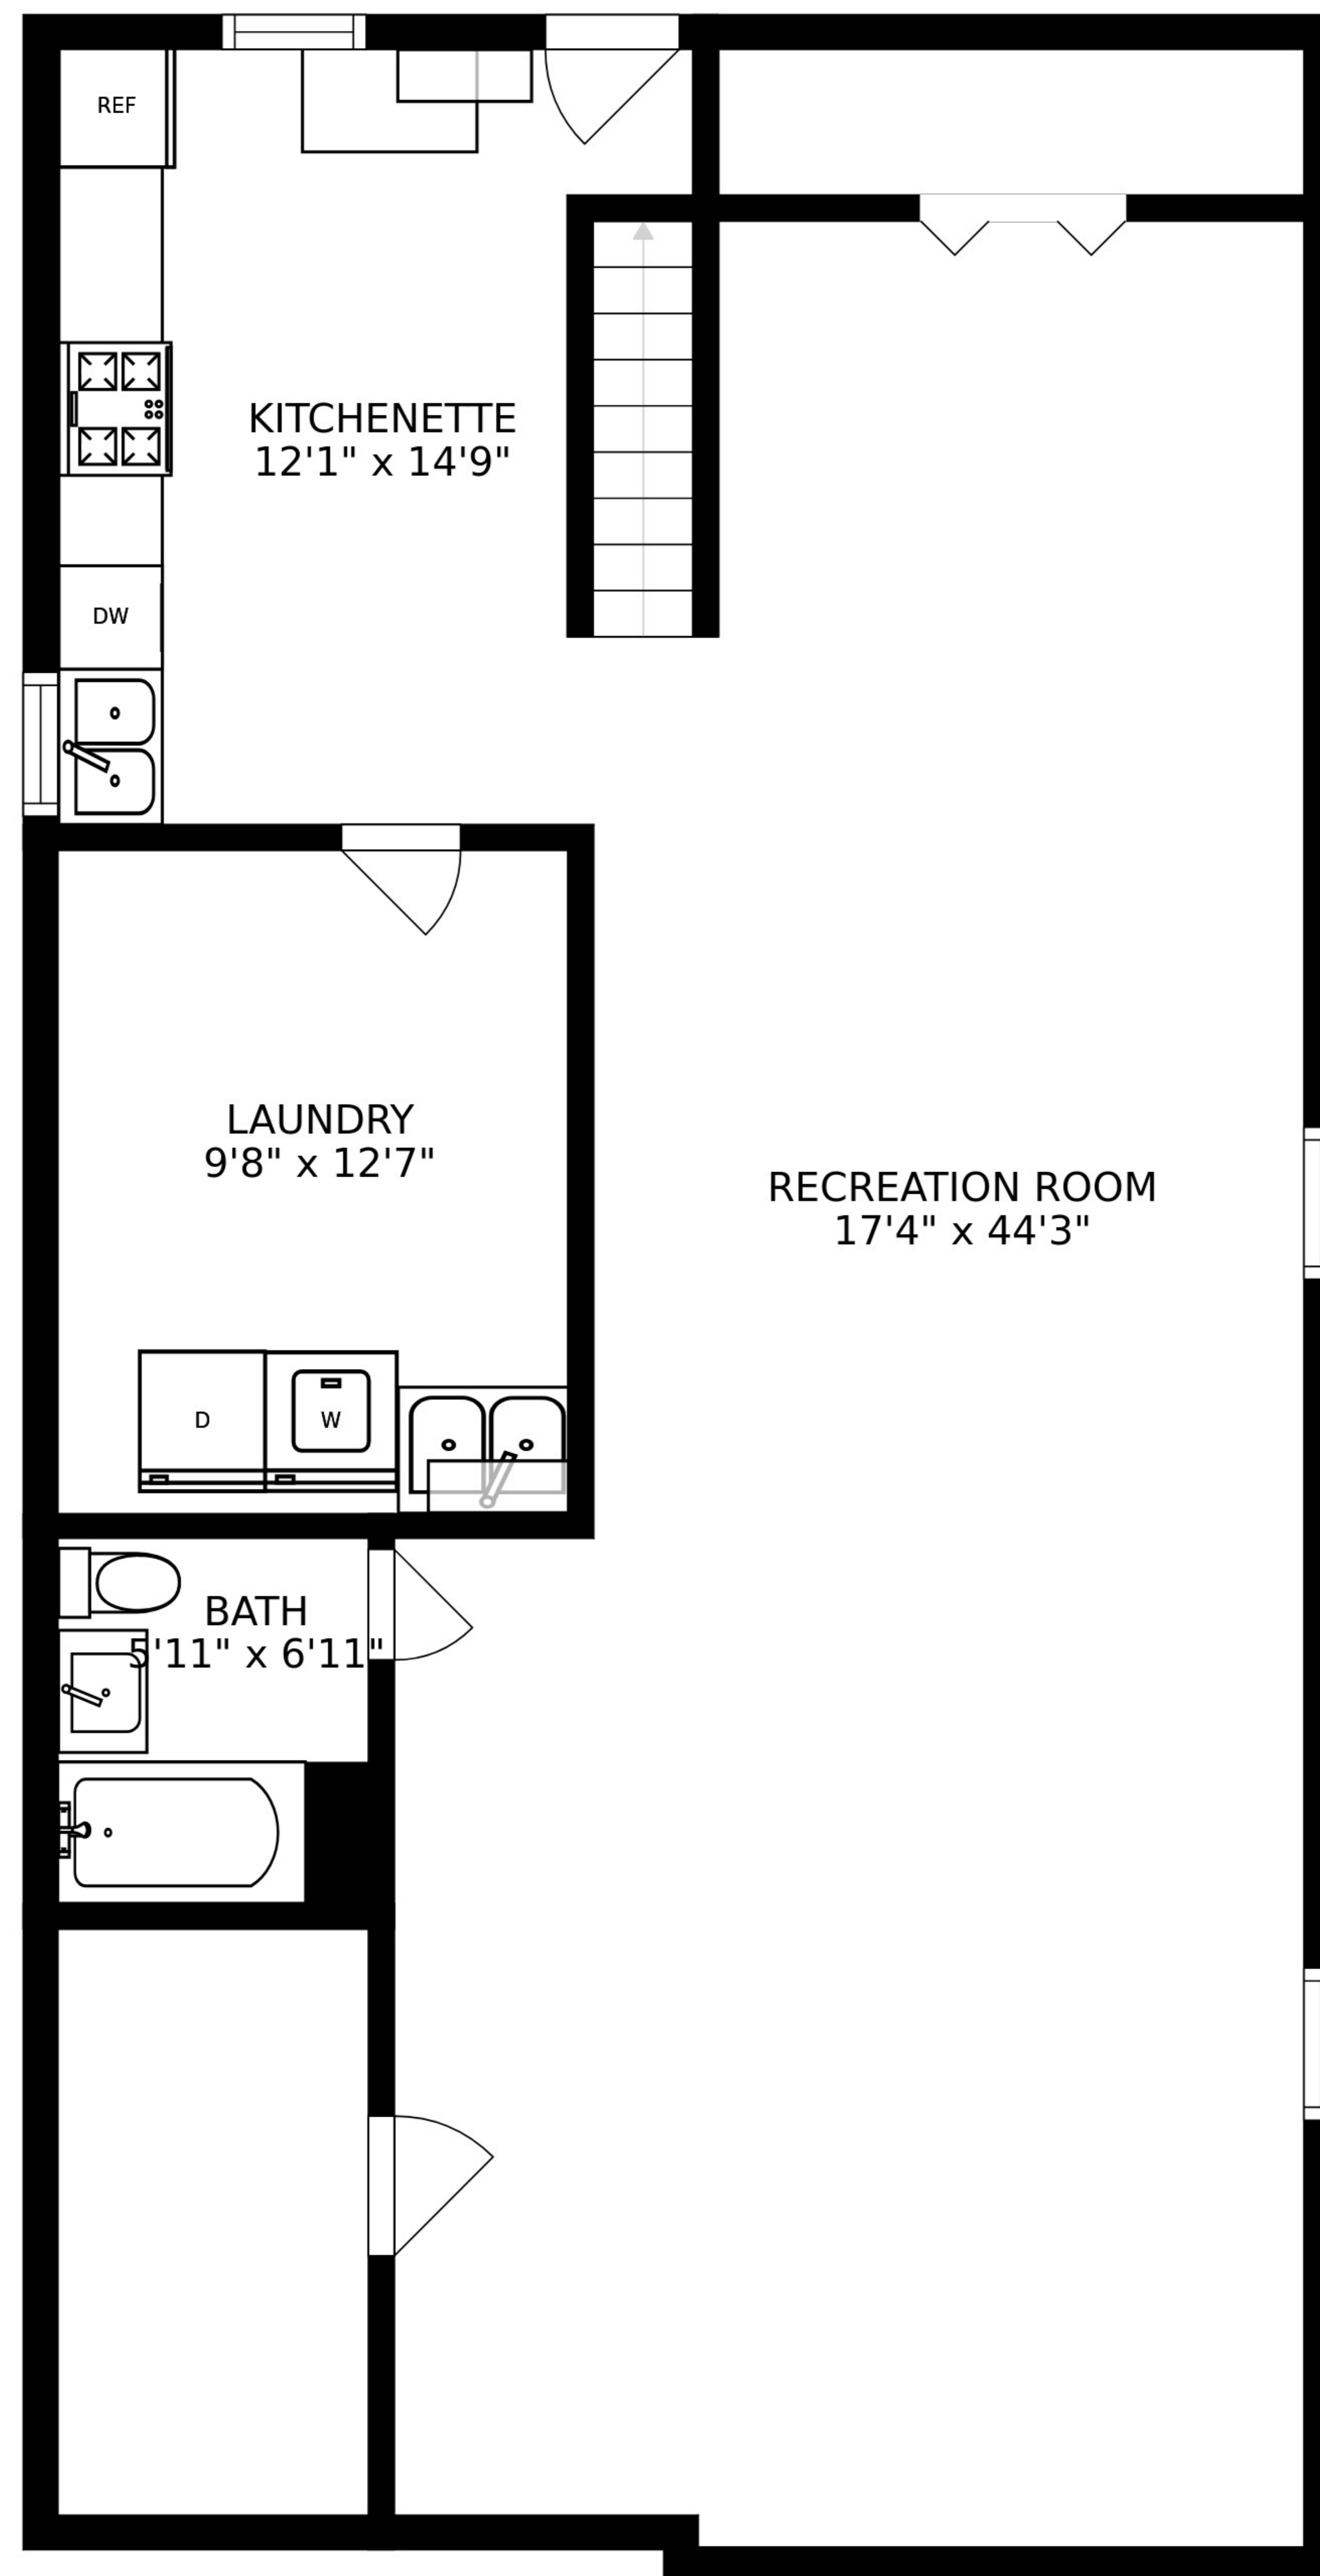 REF
KITCHENETTE
12'1" x 14'9"
DW
LAUNDRY
9'8" x 12'7"
RECREATION ROOM
17'4" x 44'3"
D
W
BATH
5'11" x 6'11"